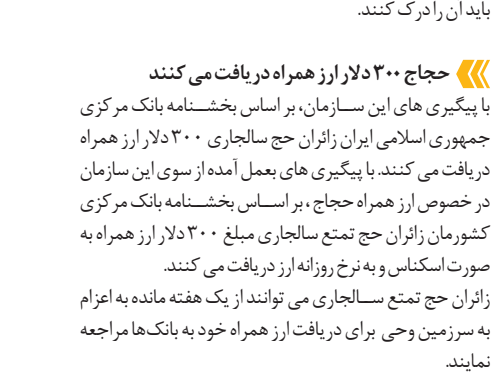 باید آن را درک کنند.
حجاج ۳۰۰ دلار ارز همراه دریافت می کنند
با پیگیری های این ســازمان، بر اساس بخشــنامه بانک مرکزی
جمهوری اسلامی ایران زائران حج سالجاری ۳۰۰ دلار ارز همراه
دریافت می کنند. با پیگیری های بعمل آمده از سوی این سازمان
در خصوص ارز همراه حجاج ، بر اســاس بخشــنامه بانک مرکزی
کشورمان زائران حج تمتع سالجاری مبلغ ۳۰۰ دلار ارز همراه به
صورت اسکناس و به نرخ روزانه ارز دریافت می کنند.
زائران حج تمتع ســالجاری می توانند از یک هفته مانده به اعزام
به سرزمین وحی برای دریافت ارز همراه خود به بانک‌ها مراجعه
نمایند.